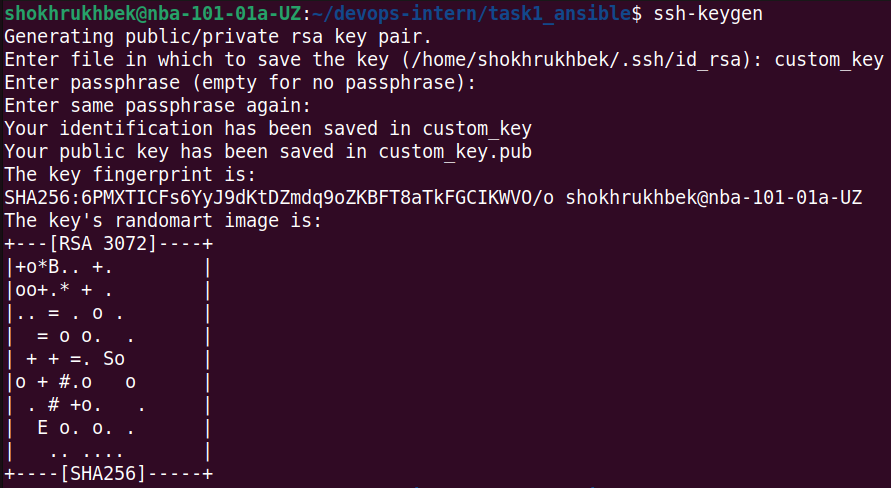 shokhrukhbek@nba-101-01a-UZ:~/devops-intern/task1_ansible$ ssh-keygen
Generating public/private rsa key pair.
Enter file in which to save the key (/home/shokhrukhbek/.ssh/id_rsa): custom_key
Enter passphrase (empty for no passphrase):
Enter same passphrase again:
Your identification has been saved in custom_key
Your public key has been saved in custom_key.pub
The key fingerprint is:
SHA256:6PMXTICFs6YyJ9dKtDZmdq9oZKBFT8aTkFGCIKWVO/o shokhrukhbek@nba-101-01a-UZ
The key's randomart image is:
+---[RSA 3072]----+
|+o*B.. +.        |
|oo+.* + .        |
|.. = . o .       |
|  = o o.  .      |
| + + =. So       |
|o + #.o   o      |
| . # +o.   .     |
|  E o. o. .      |
|   .. ....       |
+----[SHA256]-----+